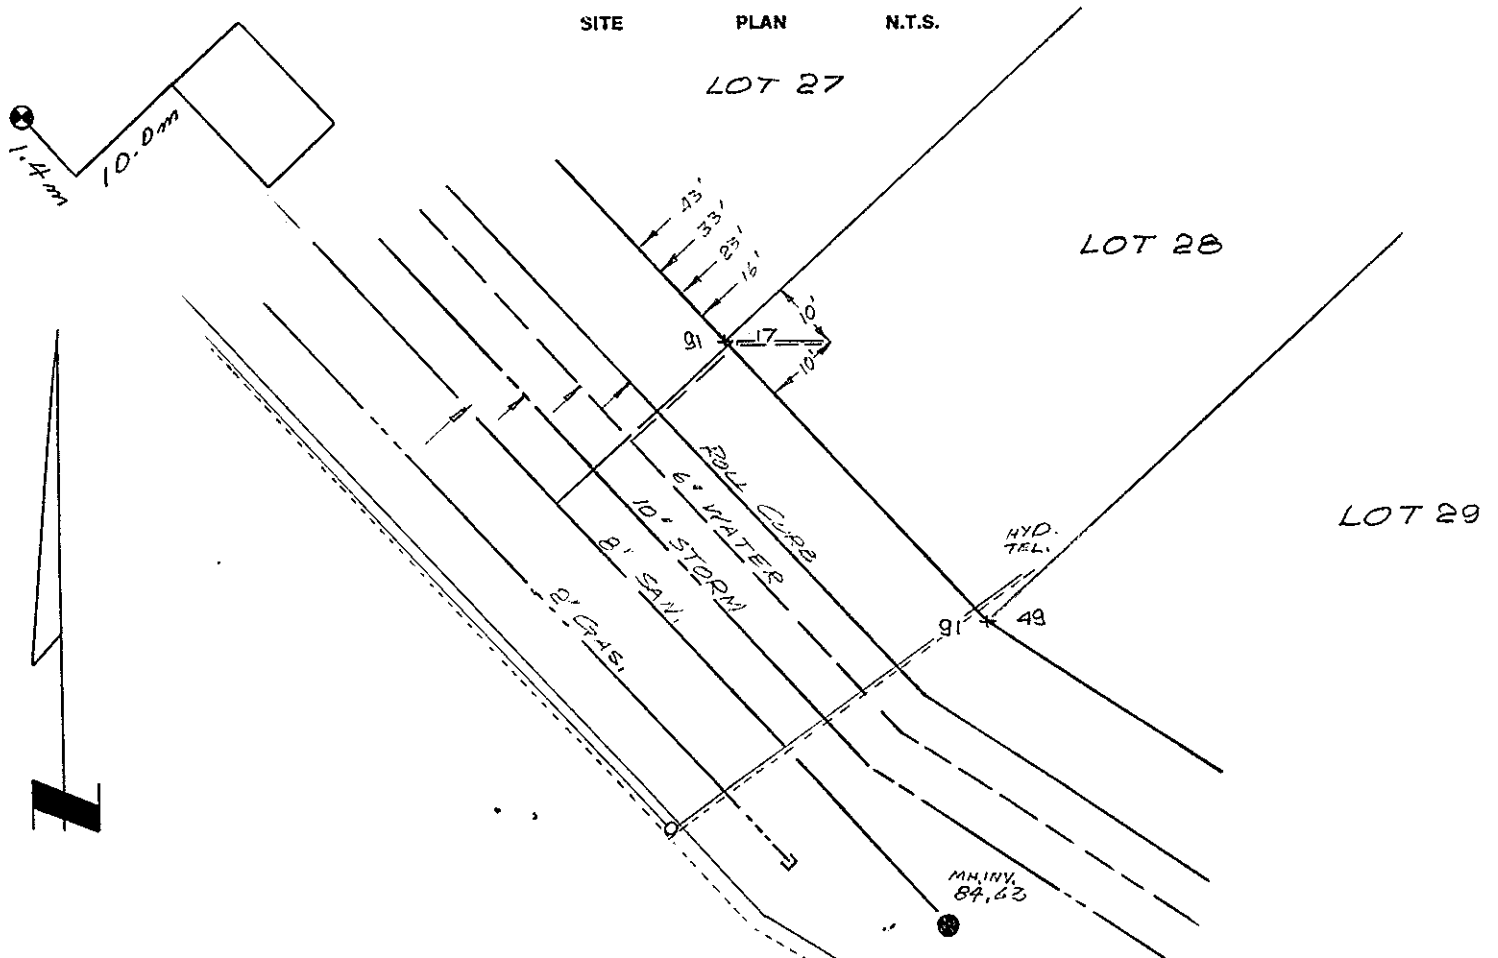 SITE PLAN N.T.S.
LOT 27
1.4m
10.0m
43'
33'
23'
16'
LOT 28
10'
17
10'
91
LOT 29
ROLL CURB
6" WATER
10" STORM
8" SAN.
2" GAS.
HYD.
TEL.
91
49
MH.INV.
84.63